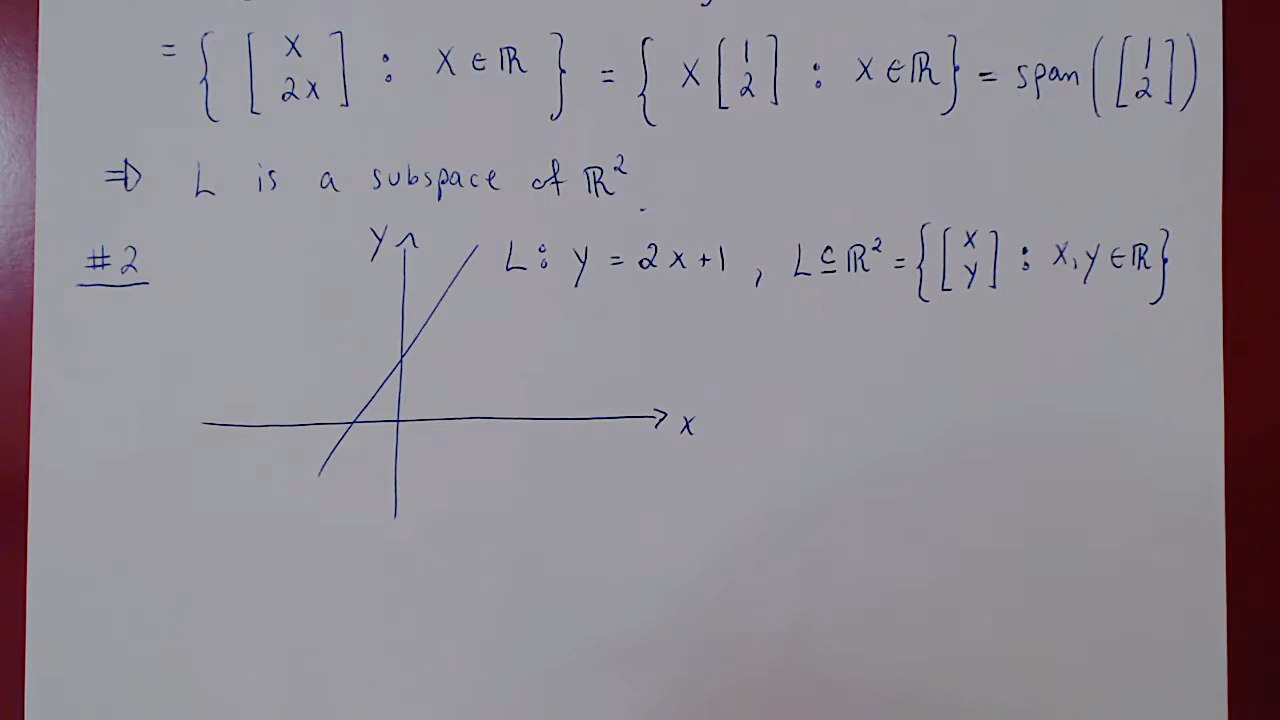 = { [ x 2x ] : x ∈ ℝ } = { x [ 1 2 ] : x ∈ ℝ } = span ( [ 1 2 ] )
⇒ L is a subspace of ℝ².
#2
y
L : y = 2x+1 , L ⊆ ℝ² = { [ x y ] : x, y ∈ ℝ }
x